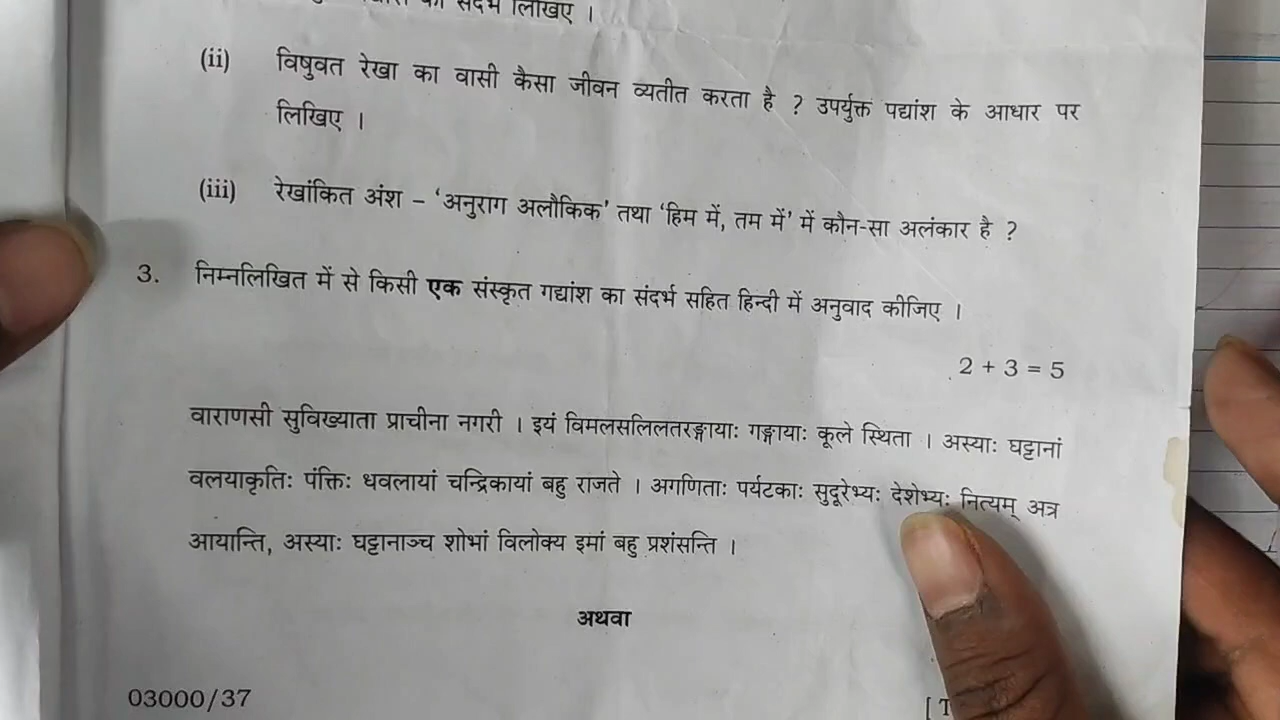 का संदर्भ लिखिए ।
(ii) विषुवत रेखा का वासी कैसा जीवन व्यतीत करता है ? उपर्युक्त पद्यांश के आधार पर
लिखिए ।
(iii) रेखांकित अंश – ‘अनुराग अलौकिक’ तथा ‘हिम में, तम में’ में कौन-सा अलंकार है ?
3. निम्नलिखित में से किसी एक संस्कृत गद्यांश का संदर्भ सहित हिन्दी में अनुवाद कीजिए ।
2 + 3 = 5
वाराणसी सुविख्याता प्राचीना नगरी । इयं विमलसलिलतरङ्गायाः गङ्गायाः कूले स्थिता । अस्याः घट्टानां
वलयाकृतिः पंक्तिः धवलायां चन्द्रिकायां बहु राजते । अगणिताः पर्यटकाः सुदूरेभ्यः देशेभ्यः नित्यम् अत्र
आयान्ति, अस्याः घट्टानाञ्च शोभां विलोक्य इमां बहु प्रशंसन्ति ।
अथवा
03000/37
[ T